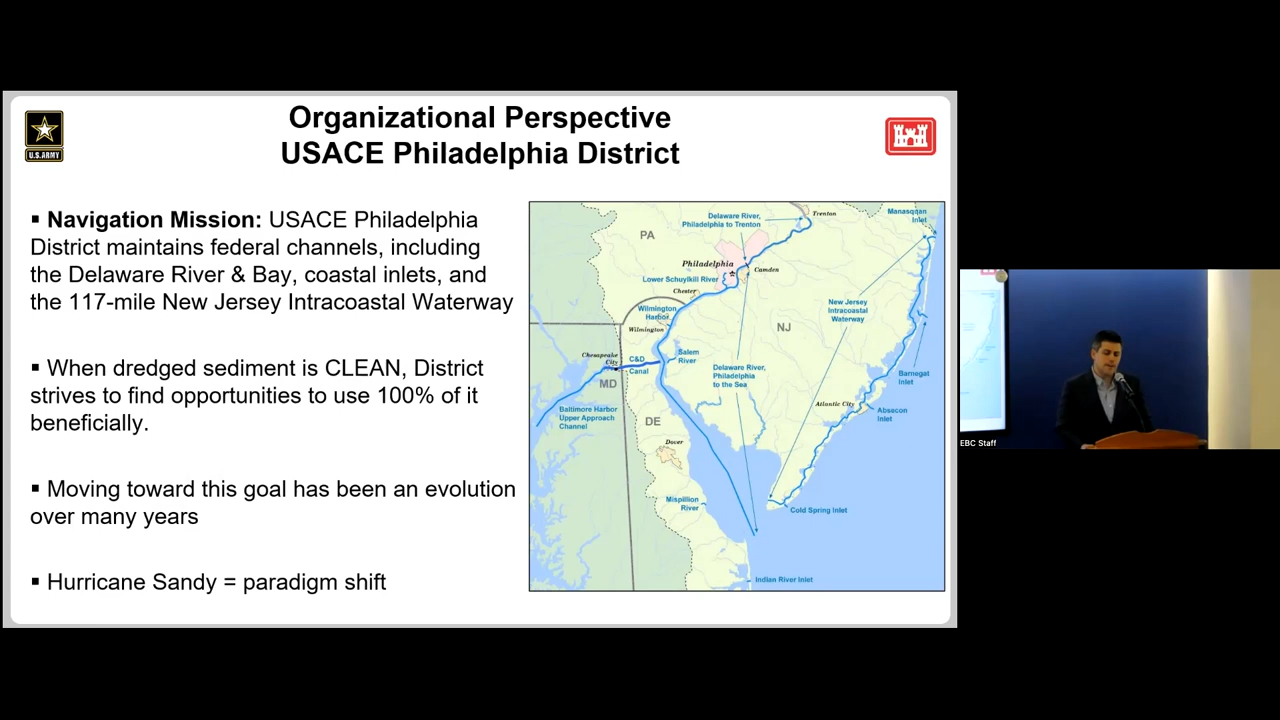 Organizational Perspective
USACE Philadelphia District
U.S.ARMY
▪ Navigation Mission: USACE Philadelphia
District maintains federal channels, including
the Delaware River & Bay, coastal inlets, and
the 117-mile New Jersey Intracoastal Waterway
▪ When dredged sediment is CLEAN, District
strives to find opportunities to use 100% of it
beneficially.
▪ Moving toward this goal has been an evolution
over many years
▪ Hurricane Sandy = paradigm shift
Delaware River,
Philadelphia to Trenton
Trenton
Manasquan
Inlet
PA
Philadelphia
Camden
Lower Schuylkill River
Chester
Wilmington
Harbor
Wilmington
New Jersey
Intracoastal
Waterway
NJ
Chesapeake
City
C&D
Canal
Salem
River
MD
Delaware River,
Philadelphia
to the Sea
Barnegat
Inlet
Baltimore Harbor
Upper Approach
Channel
DE
Atlantic City
Absecon
Inlet
Dover
Mispillion
River
Cold Spring Inlet
Indian River Inlet
EBC Staff